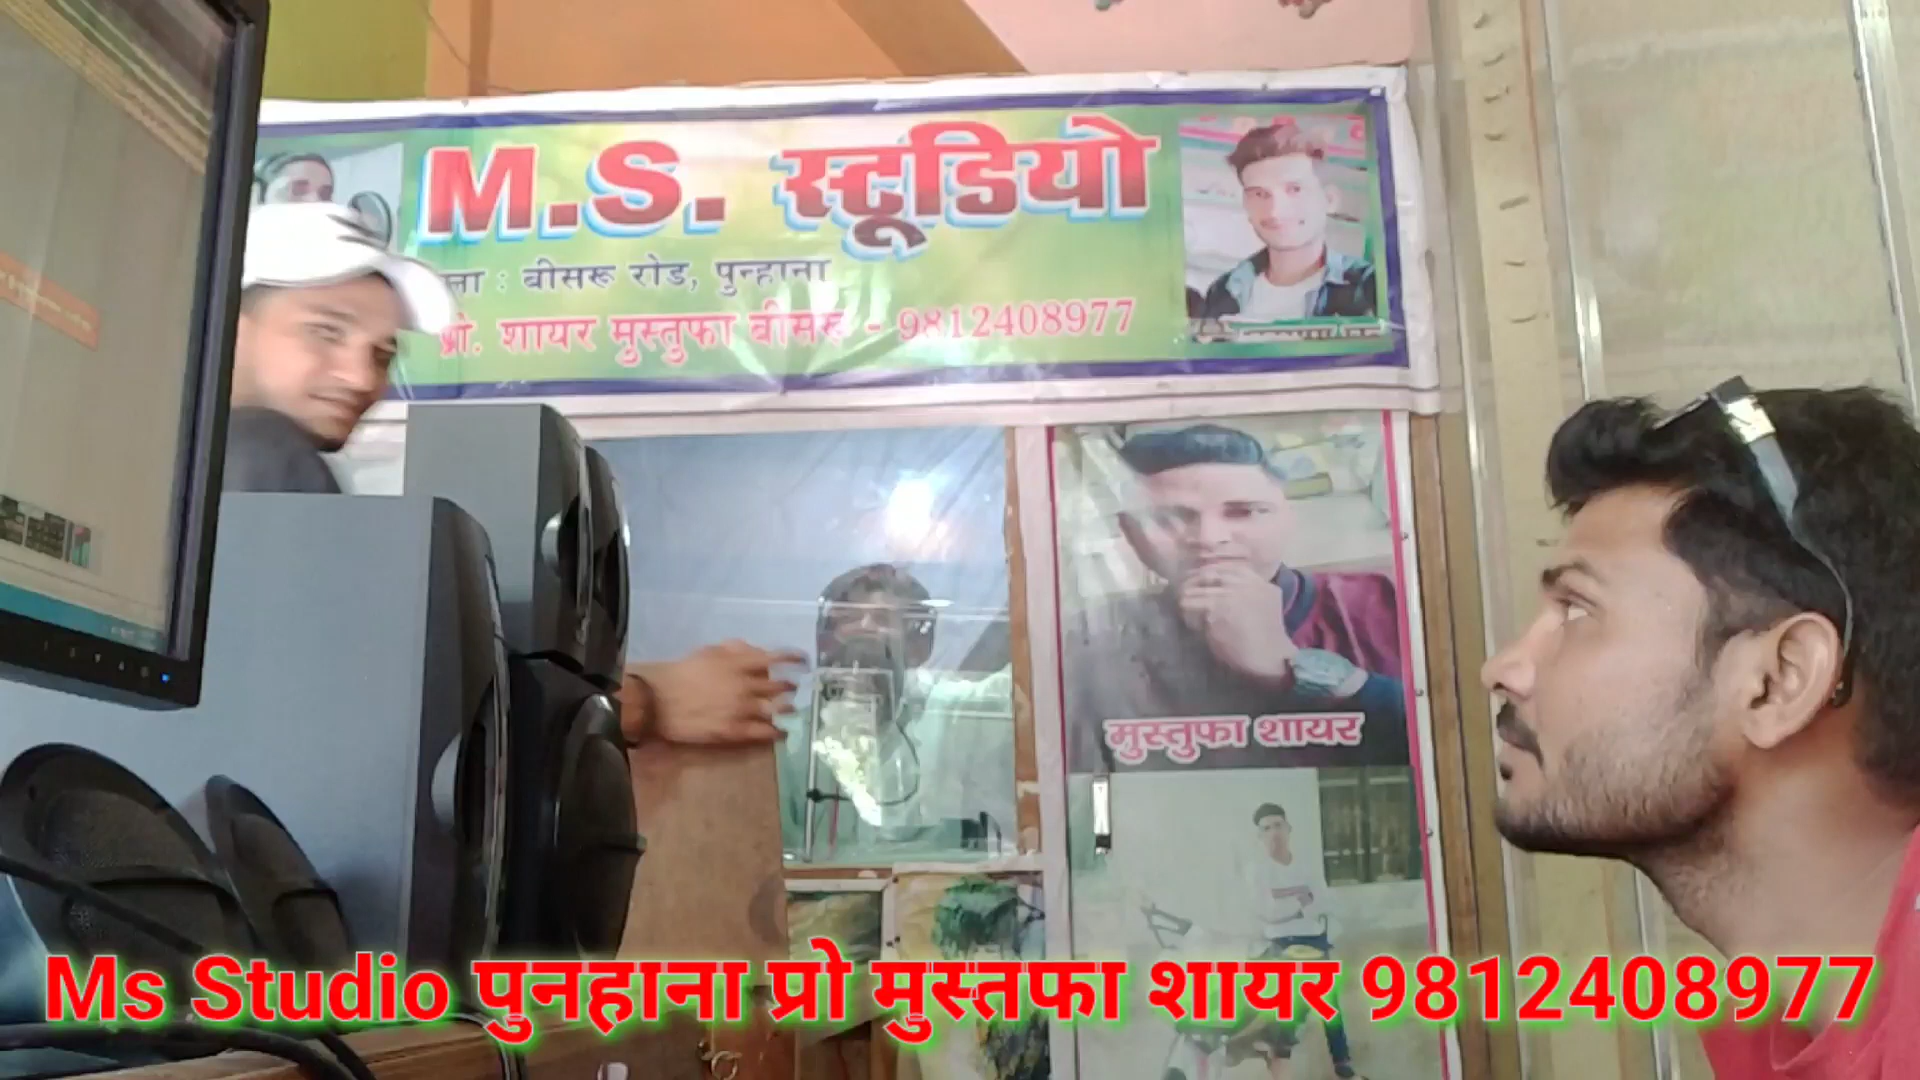 M.S. स्टूडियो
बीसरू रोड, पुन्हाना
प्रो. शायर मुस्तुफा बीसरू - 9812408977
मुस्तुफा शायर
Ms Studio पुनहाना प्रो मुस्तफा शायर 9812408977